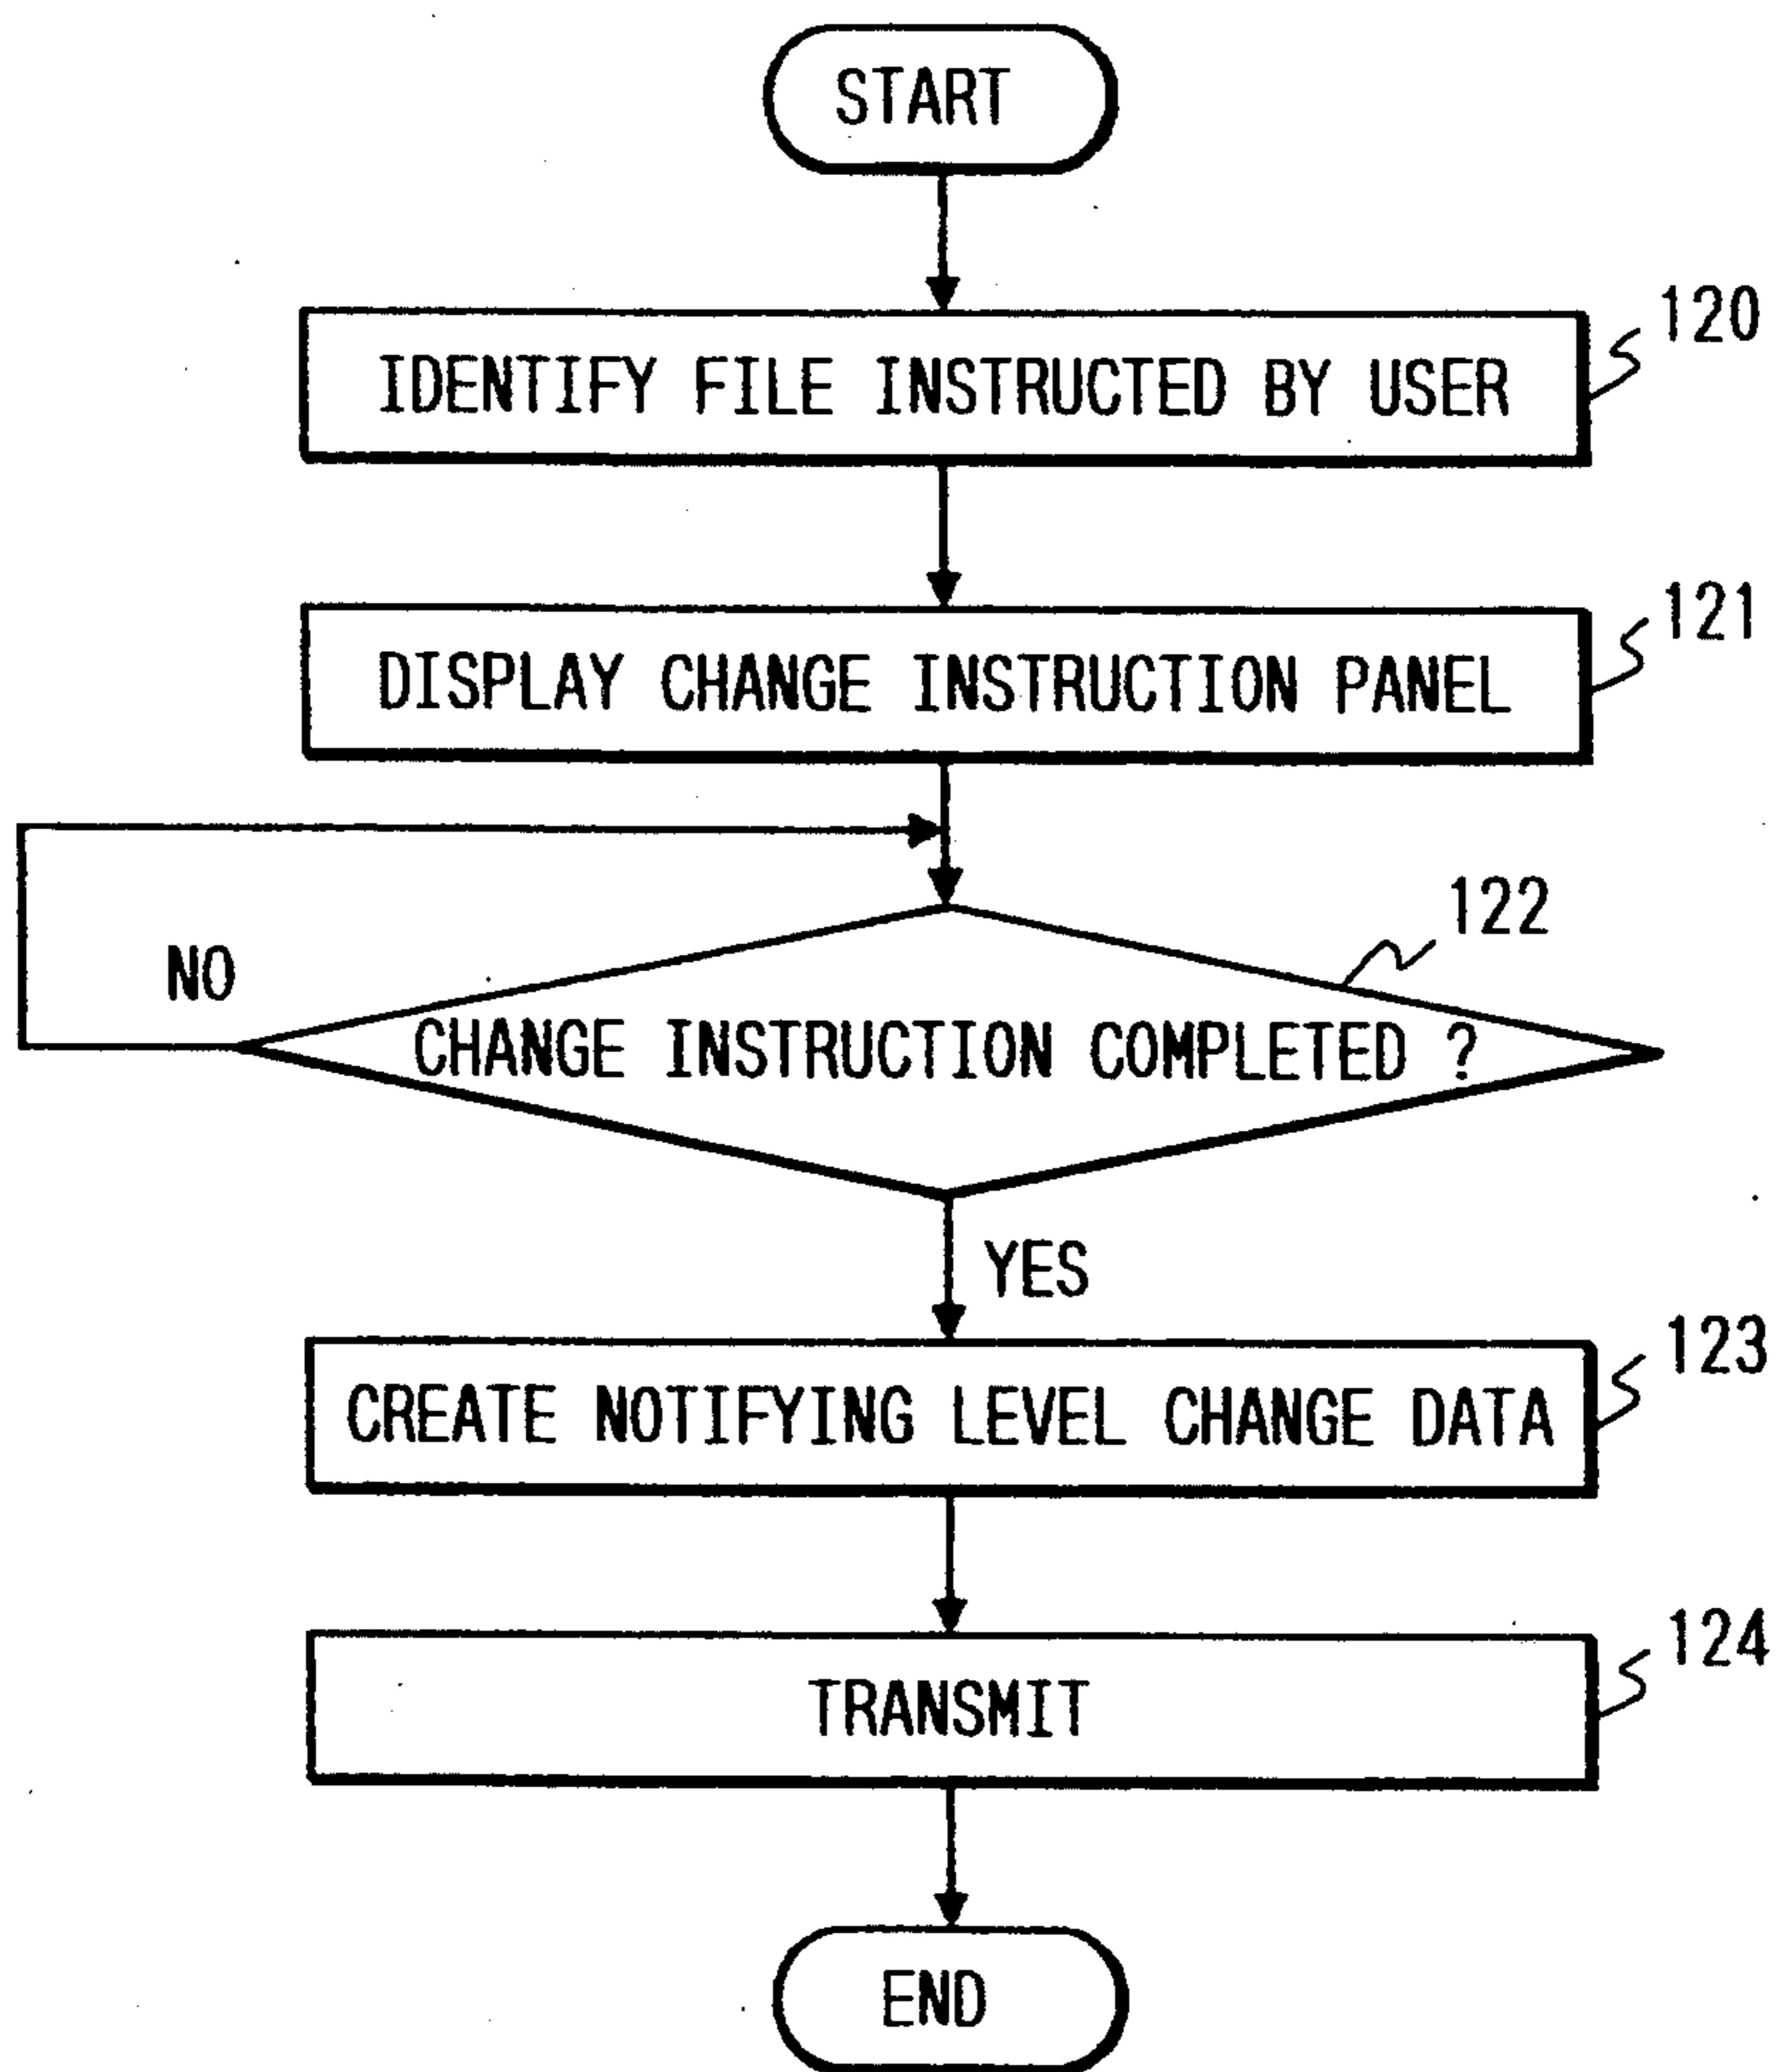 START
120
IDENTIFY FILE INSTRUCTED BY USER
121
DISPLAY CHANGE INSTRUCTION PANEL
122
NO
CHANGE INSTRUCTION COMPLETED ?
YES
123
CREATE NOTIFYING LEVEL CHANGE DATA
124
TRANSMIT
END